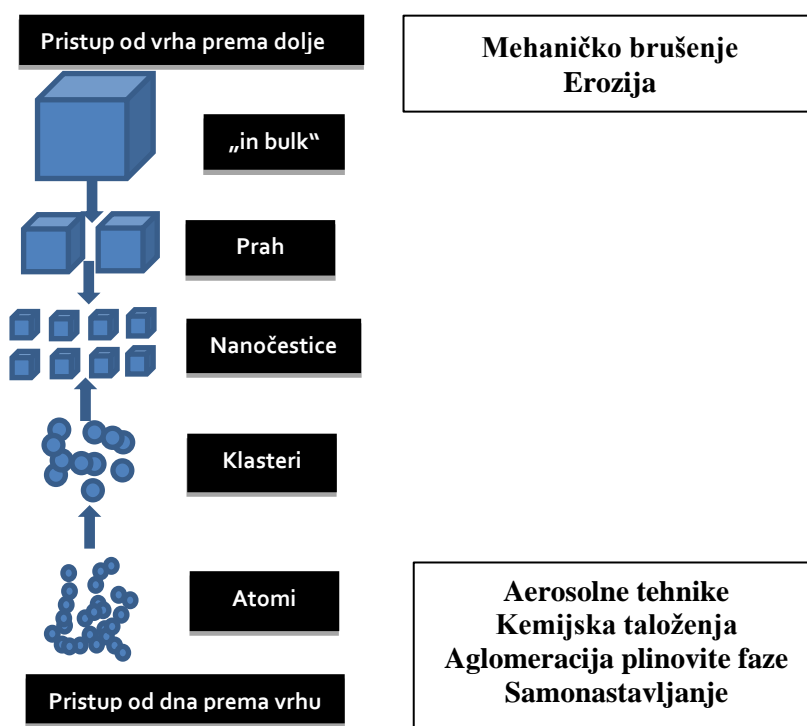 Pristup od vrha prema dolje
Mehaničko brušenje
Erozija
„in bulk“
Prah
Nanočestice
Klasteri
Atomi
Aerosolne tehnike
Kemijska taloženja
Aglomeracija plinovite faze
Samonastavljanje
Pristup od dna prema vrhu